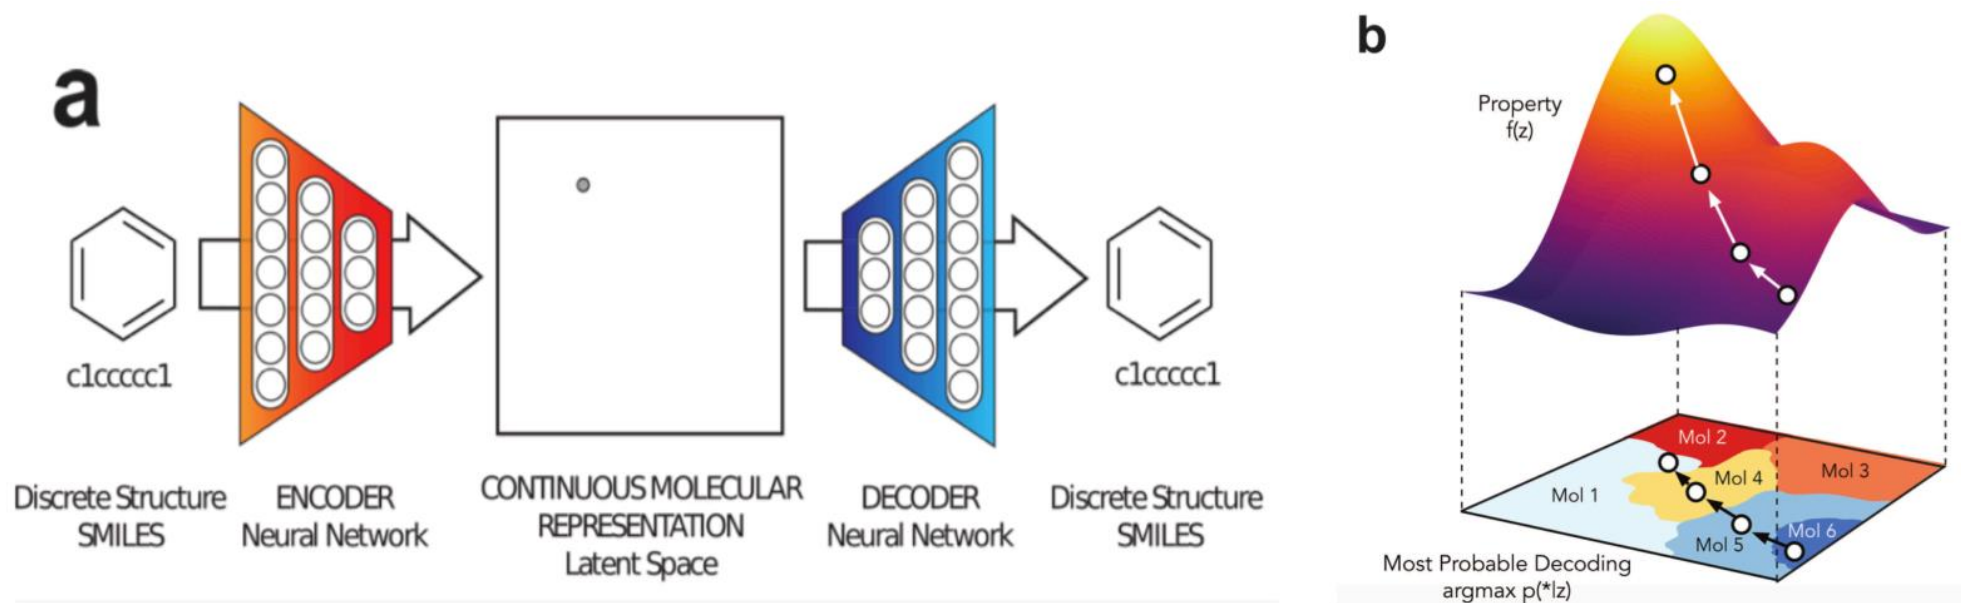 a
c1ccccc1
Discrete Structure
SMILES
ENCODER
Neural Network
CONTINUOUS MOLECULAR
REPRESENTATION
Latent Space
DECODER
Neural Network
c1ccccc1
Discrete Structure
SMILES
b
Property
f(z)
Mol 2
Mol 3
Mol 4
Mol 1
Mol 6
Mol 5
Most Probable Decoding
argmax p(*|z)